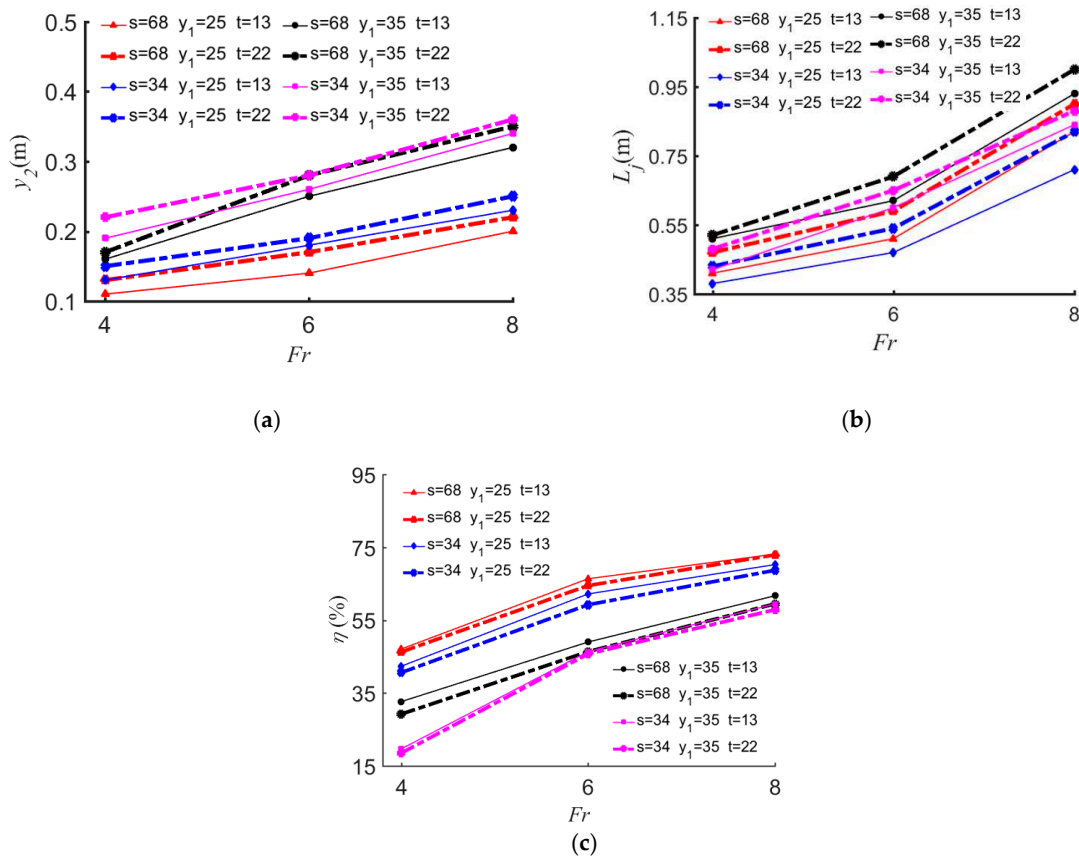 0.5
0.4
0.3
0.2
0.1
y2(m)
s=68 y1=25 t=13
s=68 y1=25 t=22
s=34 y1=25 t=13
s=34 y1=25 t=22
s=68 y1=35 t=13
s=68 y1=35 t=22
s=34 y1=35 t=13
s=34 y1=35 t=22
4 6 8
Fr
(a)
1.15
0.95
0.75
0.55
0.35
Lj(m)
s=68 y1=25 t=13
s=68 y1=25 t=22
s=34 y1=25 t=13
s=34 y1=25 t=22
s=68 y1=35 t=13
s=68 y1=35 t=22
s=34 y1=35 t=13
s=34 y1=35 t=22
4 6 8
Fr
(b)
95
75
55
35
15
η (%)
s=68 y1=25 t=13
s=68 y1=25 t=22
s=34 y1=25 t=13
s=34 y1=25 t=22
s=68 y1=35 t=13
s=68 y1=35 t=22
s=34 y1=35 t=13
s=34 y1=35 t=22
4 6 8
Fr
(c)